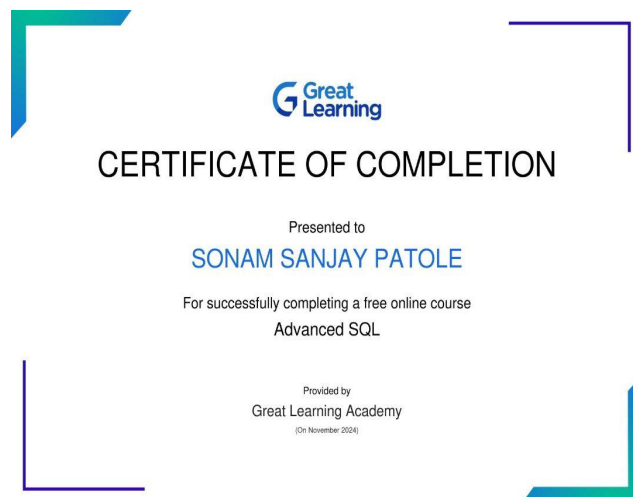 Great
Learning
CERTIFICATE OF COMPLETION
Presented to
SONAM SANJAY PATOLE
For successfully completing a free online course
Advanced SQL
Provided by
Great Learning Academy
(On November 2024)